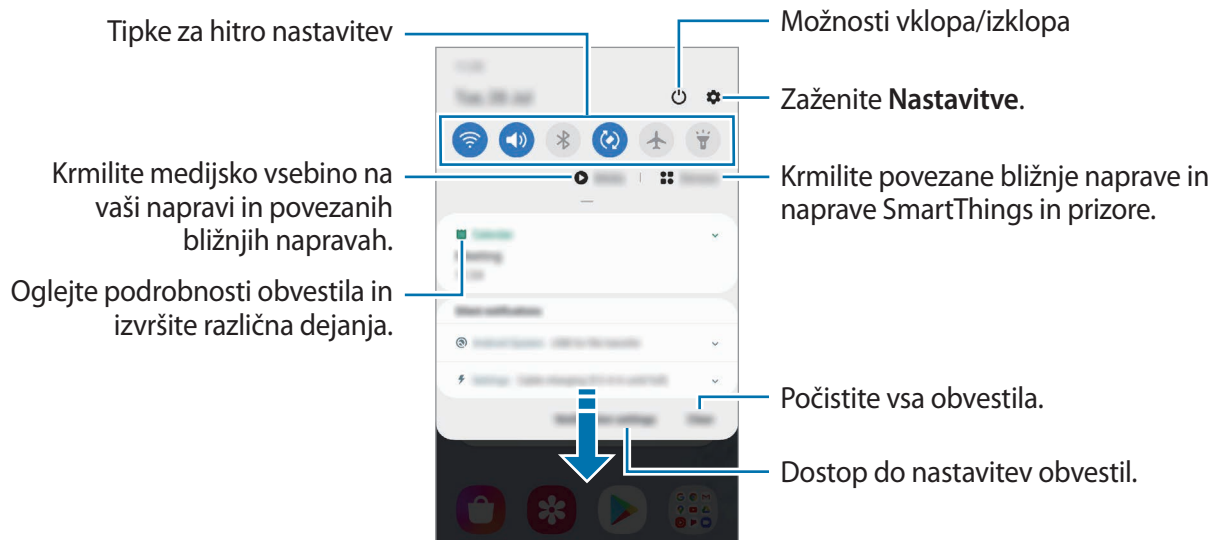 Tipke za hitro nastavitev
Možnosti vklopa/izklopa
Zaženite Nastavitve.
Krmilite medijsko vsebino na
vaši napravi in povezanih
bližnjih napravah.
Krmilite povezane bližnje naprave in
naprave SmartThings in prizore.
Oglejte podrobnosti obvestila in
izvršite različna dejanja.
Počistite vsa obvestila.
Dostop do nastavitev obvestil.